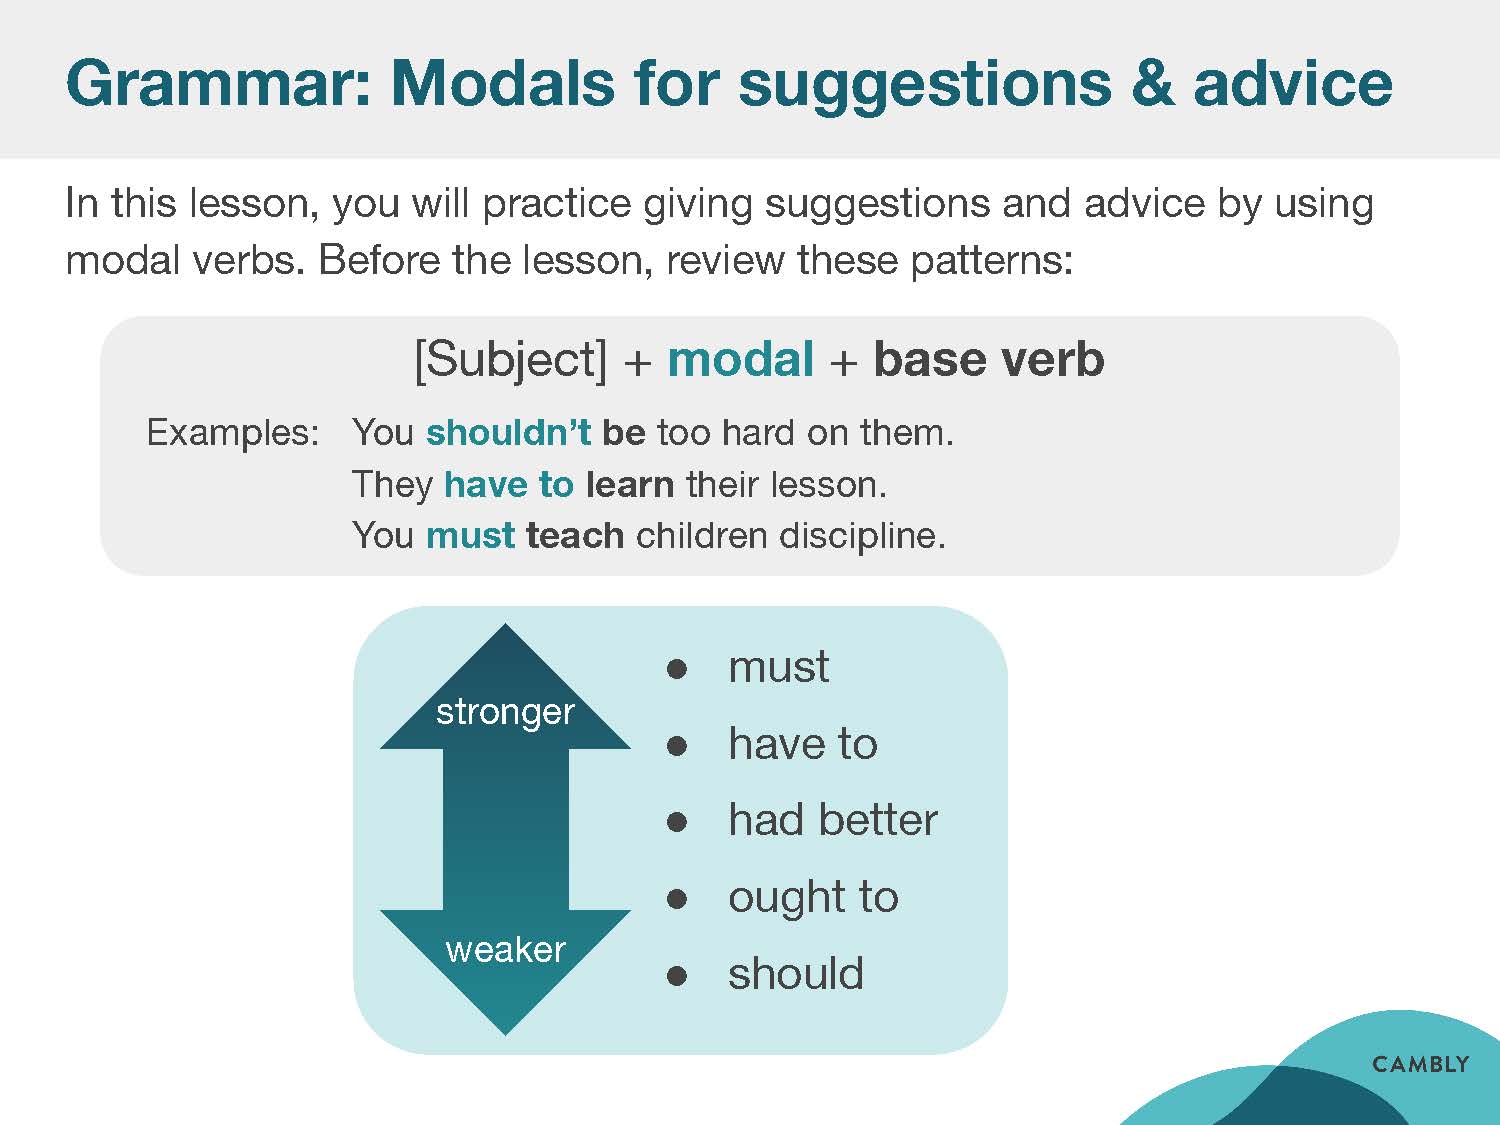 Grammar: Modals for suggestions & advice
In this lesson, you will practice giving suggestions and advice by using
modal verbs. Before the lesson, review these patterns:
[Subject] + modal + base verb
Examples: You shouldn’t be too hard on them.
They have to learn their lesson.
You must teach children discipline.
stronger
weaker
● must
● have to
● had better
● ought to
● should
CAMBLY